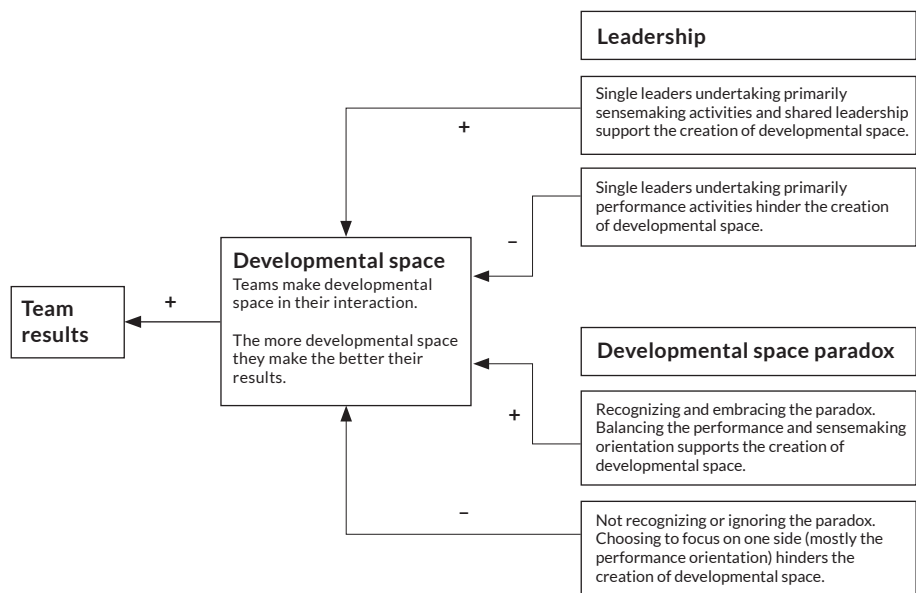 Leadership
Single leaders undertaking primarily
sensemaking activities and shared leadership
support the creation of developmental space.
+
Single leaders undertaking primarily
performance activities hinder the creation
of developmental space.
–
Developmental space
Teams make developmental
space in their interaction.
The more developmental space
they make the better their
results.
+
Team
results
Developmental space paradox
Recognizing and embracing the paradox.
Balancing the performance and sensemaking
orientation supports the creation of
developmental space.
+
Not recognizing or ignoring the paradox.
Choosing to focus on one side (mostly the
performance orientation) hinders the
creation of developmental space.
–